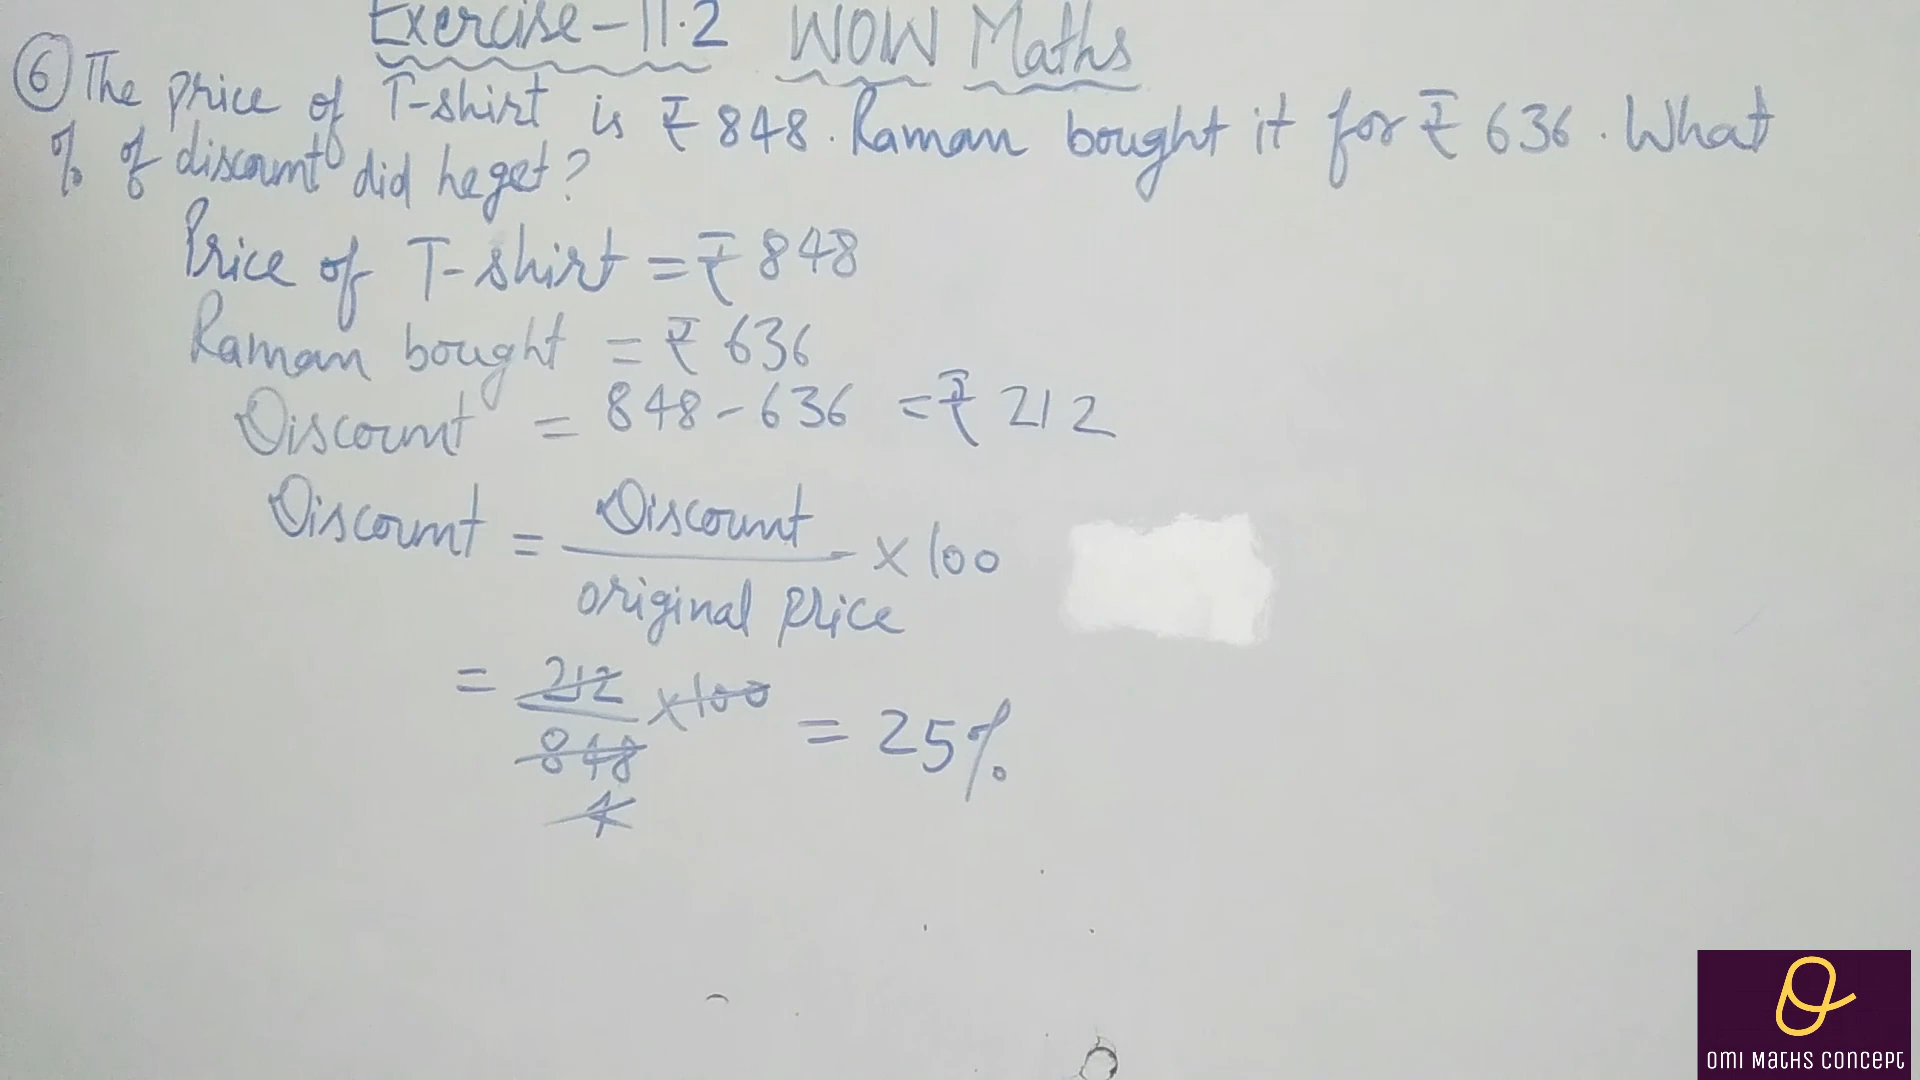 Exercise-11.2 WOW Maths
⑥ The price of T-shirt is ₹ 848. Raman bought it for ₹ 636. What
% of discount did he get?
Price of T-shirt = ₹ 848
Raman bought = ₹ 636
Discount = 848 - 636 = ₹ 212
Discount = Discount / original price × 100
= 212 / 848 × 100 = 25%
4
OMI MATHS CONCEPT